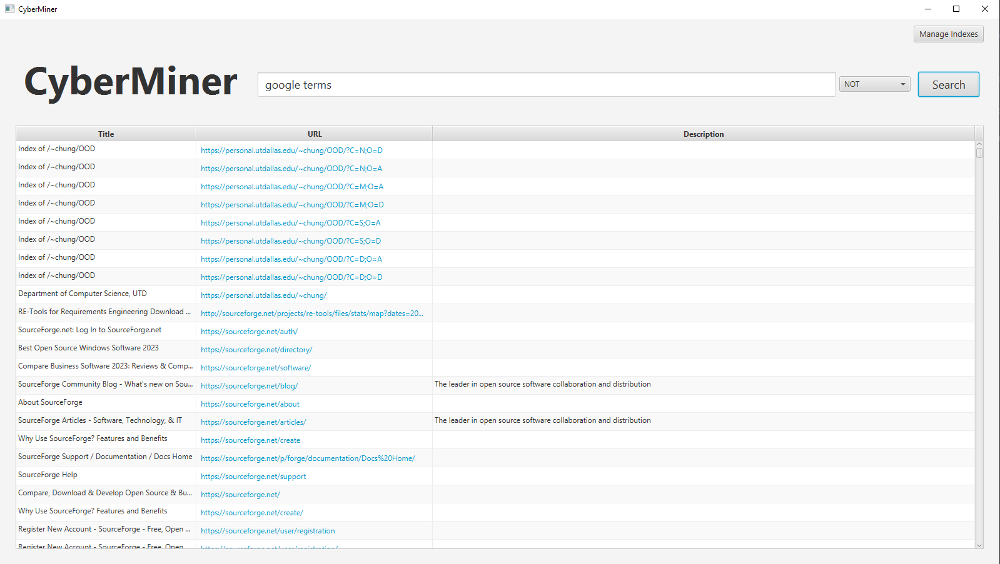 CyberMiner
Manage Indexes
CyberMiner
google terms
NOT
Search
Title URL Description
Index of /~chung/OOD https://personal.utdallas.edu/~chung/OOD/?C=N;O=D
Index of /~chung/OOD https://personal.utdallas.edu/~chung/OOD/?C=N;O=A
Index of /~chung/OOD https://personal.utdallas.edu/~chung/OOD/?C=M;O=A
Index of /~chung/OOD https://personal.utdallas.edu/~chung/OOD/?C=M;O=D
Index of /~chung/OOD https://personal.utdallas.edu/~chung/OOD/?C=S;O=A
Index of /~chung/OOD https://personal.utdallas.edu/~chung/OOD/?C=S;O=D
Index of /~chung/OOD https://personal.utdallas.edu/~chung/OOD/?C=D;O=A
Index of /~chung/OOD https://personal.utdallas.edu/~chung/OOD/?C=D;O=D
Department of Computer Science, UTD https://personal.utdallas.edu/~chung/
RE-Tools for Requirements Engineering Download ... http://sourceforge.net/projects/re-tools/files/stats/map?dates=20...
SourceForge.net: Log In to SourceForge.net https://sourceforge.net/auth/
Best Open Source Windows Software 2023 https://sourceforge.net/directory/
Compare Business Software 2023: Reviews & Comp... https://sourceforge.net/software/
SourceForge Community Blog - What's new on Sou... https://sourceforge.net/blog/ The leader in open source software collaboration and distribution
About SourceForge https://sourceforge.net/about
SourceForge Articles - Software, Technology, & IT https://sourceforge.net/articles/ The leader in open source software collaboration and distribution
Why Use SourceForge? Features and Benefits https://sourceforge.net/create
SourceForge Support / Documentation / Docs Home https://sourceforge.net/p/forge/documentation/Docs%20Home/
SourceForge Help https://sourceforge.net/support
Compare, Download & Develop Open Source & Bu... https://sourceforge.net/
Why Use SourceForge? Features and Benefits https://sourceforge.net/create/
Register New Account - SourceForge - Free, Open ... https://sourceforge.net/user/registration
Register New Account - SourceForge - Free, Open https://sourceforge.net/user/registration/